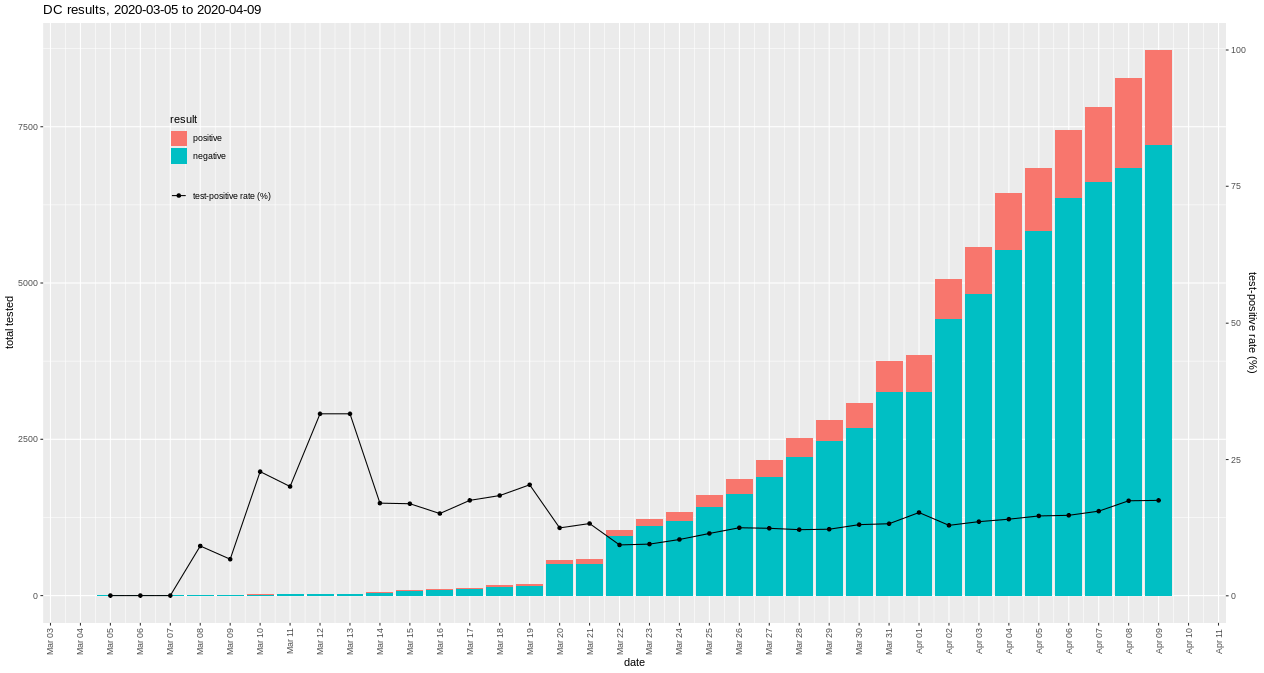 DC results, 2020-03-05 to 2020-04-09
total tested
7500
5000
2500
0
result
positive
negative
test-positive rate (%)
100
75
50
25
0
test-positive rate (%)
Mar 03
Mar 04
Mar 05
Mar 06
Mar 07
Mar 08
Mar 09
Mar 10
Mar 11
Mar 12
Mar 13
Mar 14
Mar 15
Mar 16
Mar 17
Mar 18
Mar 19
Mar 20
Mar 21
Mar 22
Mar 23
Mar 24
Mar 25
Mar 26
Mar 27
Mar 28
Mar 29
Mar 30
Mar 31
Apr 01
Apr 02
Apr 03
Apr 04
Apr 05
Apr 06
Apr 07
Apr 08
Apr 09
Apr 10
Apr 11
date